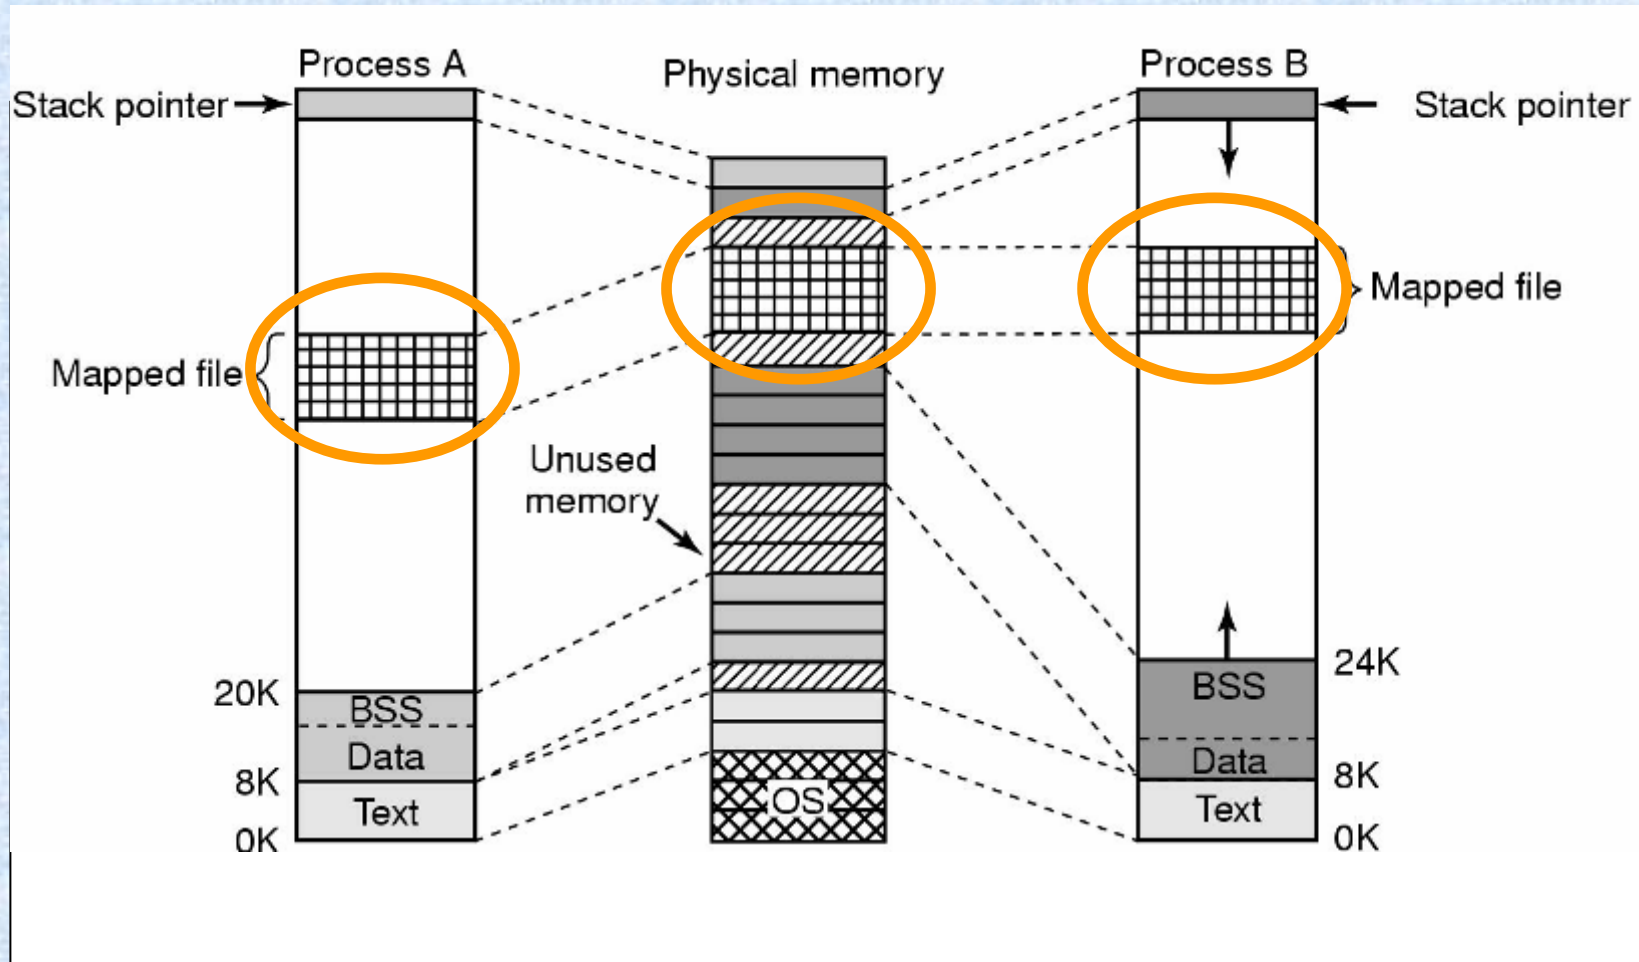 Process A
Physical memory
Process B
Stack pointer
Stack pointer
Mapped file
Mapped file
Unused
memory
20K
BSS
Data
8K
Text
0K
OS
24K
BSS
Data
8K
Text
0K